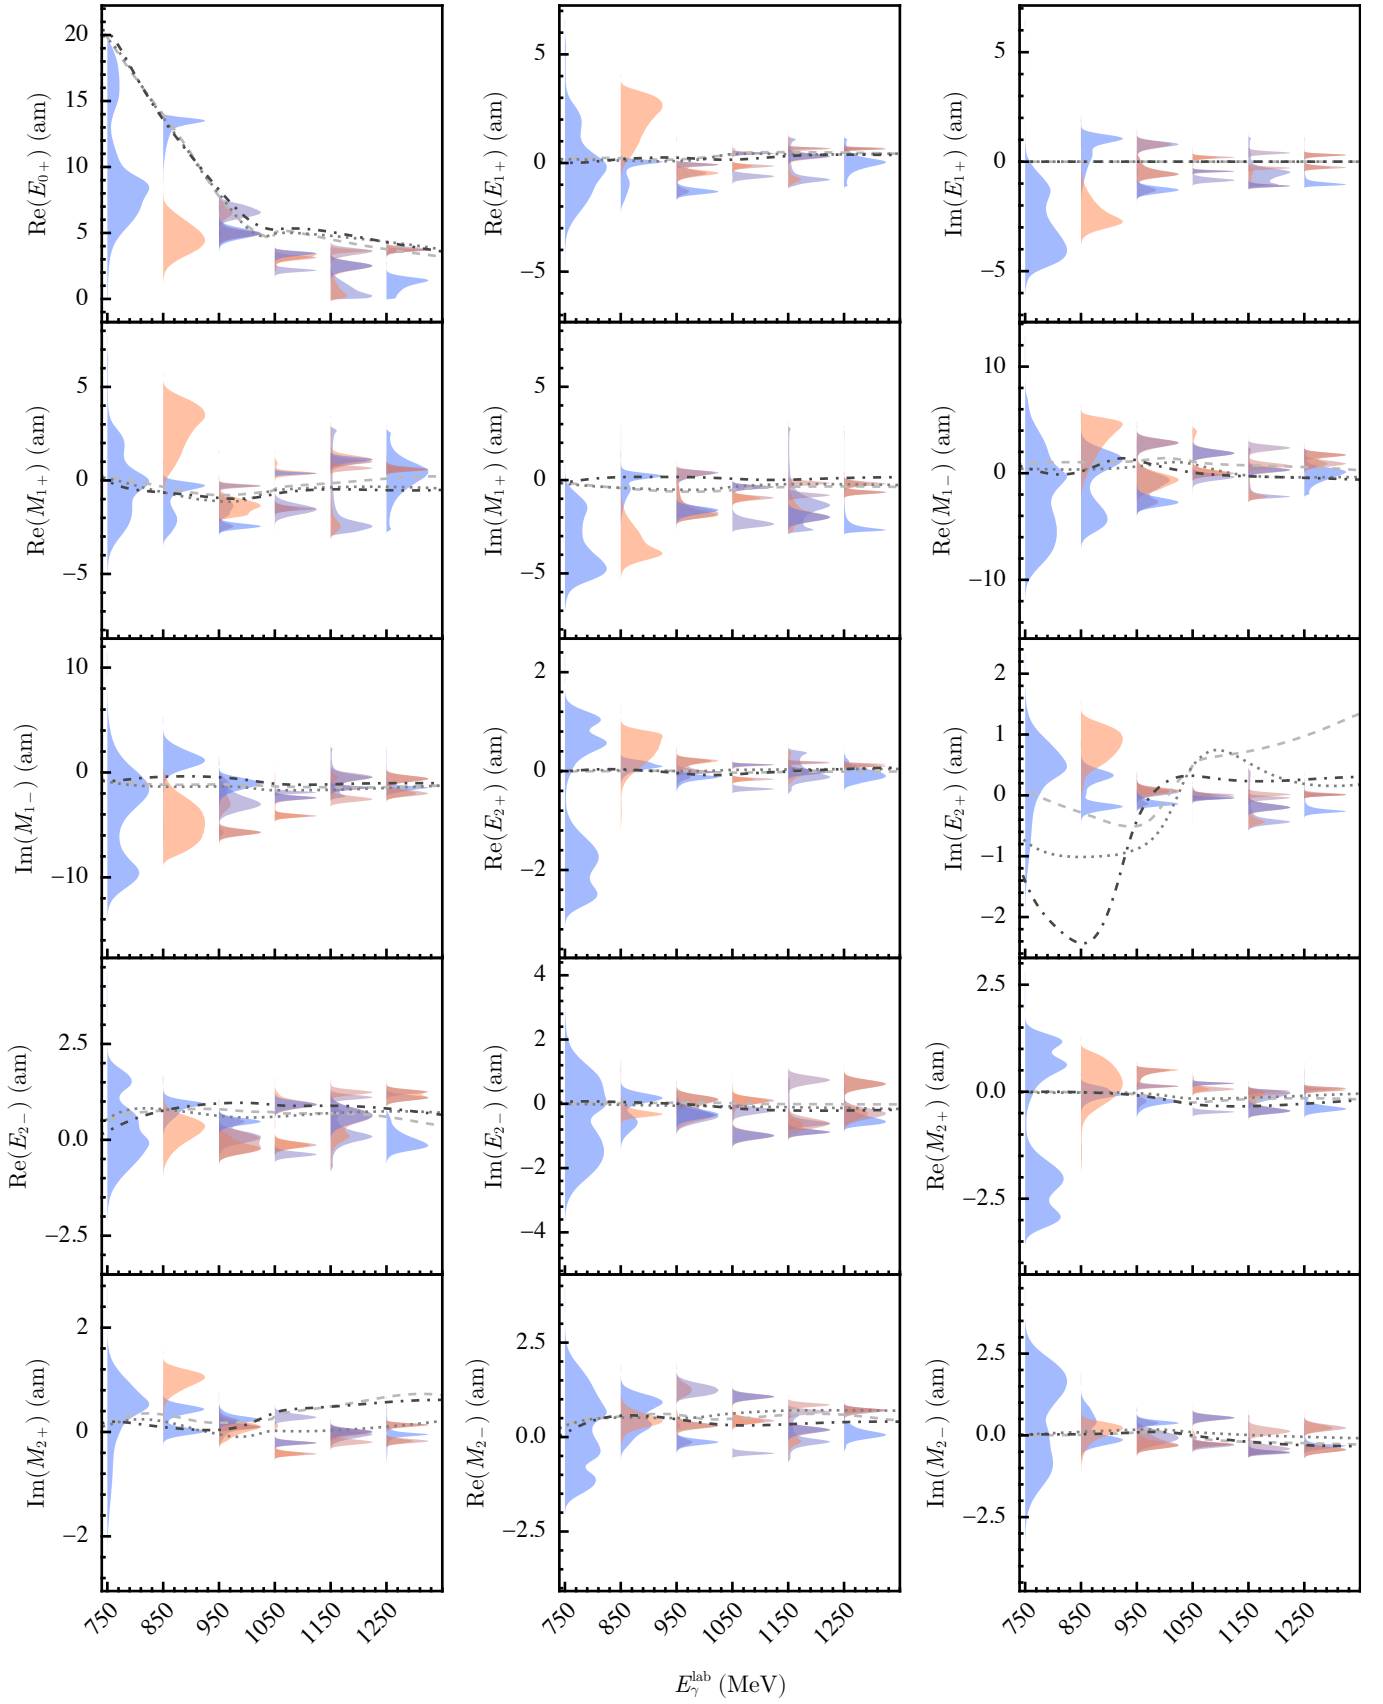 20
15
10
5
0
Re(E₀₊) (am)
5
0
−5
Re(E₁₊) (am)
5
0
−5
Im(E₁₊) (am)
5
0
−5
Re(M₁₊) (am)
5
0
−5
Im(M₁₊) (am)
10
0
−10
Re(M₁₋) (am)
10
0
−10
Im(M₁₋) (am)
2
0
−2
Re(E₂₊) (am)
2
1
0
−1
−2
Im(E₂₊) (am)
2.5
0.0
−2.5
Re(E₂₋) (am)
4
2
0
−2
−4
Im(E₂₋) (am)
2.5
0.0
−2.5
Re(M₂₊) (am)
2
0
−2
Im(M₂₊) (am)
2.5
0.0
−2.5
Re(M₂₋) (am)
2.5
0.0
−2.5
Im(M₂₋) (am)
750 850 950 1050 1150 1250
750 850 950 1050 1150 1250
750 850 950 1050 1150 1250
E_γ^lab (MeV)